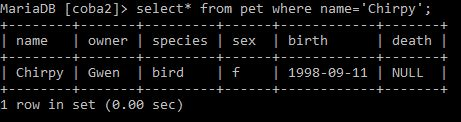 MariaDB [coba2]> select* from pet where name='Chirpy';
+--------+-------+---------+------+------------+-------+
| name   | owner | species | sex  | birth      | death |
+--------+-------+---------+------+------------+-------+
| Chirpy | Gwen  | bird    | f    | 1998-09-11 | NULL  |
+--------+-------+---------+------+------------+-------+
1 row in set (0.00 sec)